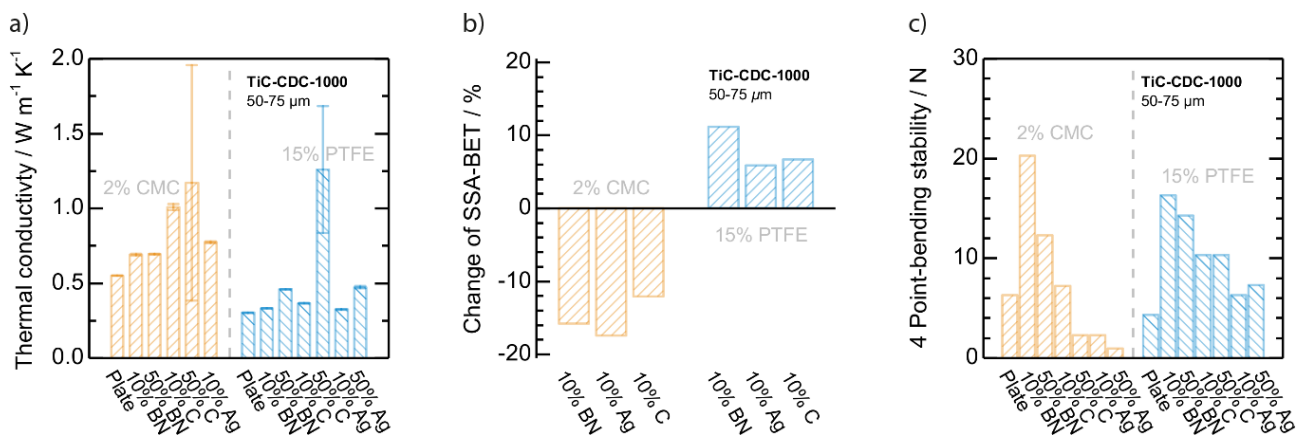 a)
Thermal conductivity / W m⁻¹ K⁻¹
2.0
1.5
1.0
0.5
0.0
TiC-CDC-1000
50-75 µm
2% CMC
15% PTFE
Plate
10% BN
50% BN
10% C
50% C
10% Ag
Plate
10% BN
50% BN
10% C
50% C
10% Ag
50% Ag
b)
Change of SSA-BET / %
20
10
0
-10
-20
TiC-CDC-1000
50-75 µm
2% CMC
15% PTFE
10% BN
10% Ag
10% C
10% BN
10% Ag
10% C
c)
4 Point-bending stability / N
30
20
10
0
TiC-CDC-1000
50-75 µm
2% CMC
15% PTFE
Plate
10% BN
50% BN
10% C
50% C
10% Ag
50% Ag
Plate
10% BN
50% BN
10% C
50% C
10% Ag
50% Ag